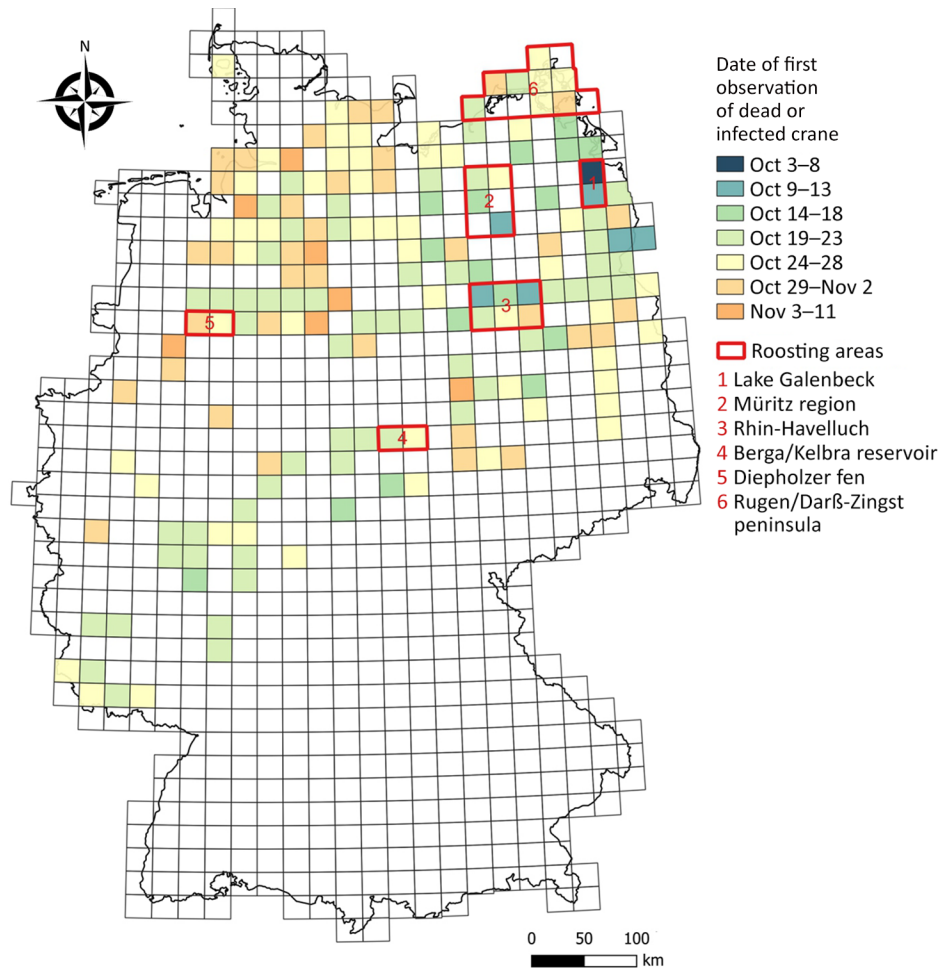 N
Date of first
observation
of dead or
infected crane
Oct 3–8
Oct 9–13
Oct 14–18
Oct 19–23
Oct 24–28
Oct 29–Nov 2
Nov 3–11
Roosting areas
1 Lake Galenbeck
2 Müritz region
3 Rhin-Havelluch
4 Berga/Kelbra reservoir
5 Diepholzer fen
6 Rugen/Darß-Zingst
peninsula
6
1
2
3
5
4
0 50 100
km